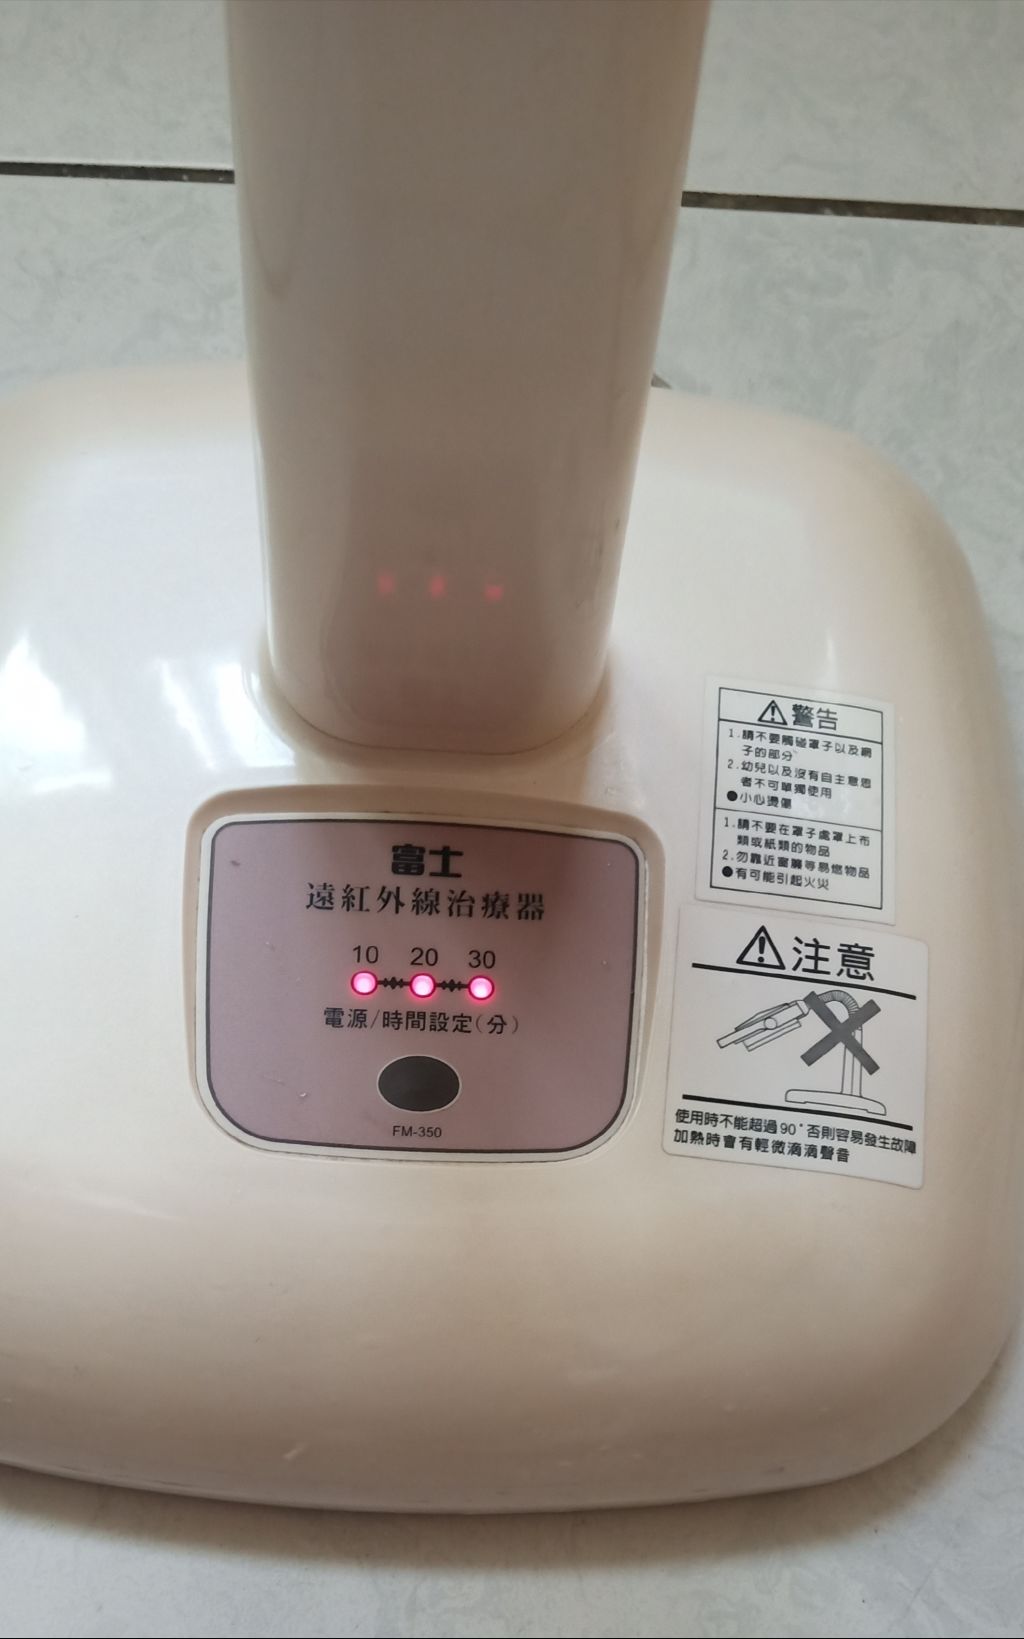 富士
遠紅外線治療器
10 20 30
電源/時間設定(分)
FM-350
警告
1.請不要觸碰罩子以及網
子的部分
2.幼兒以及沒有自主意思
者不可單獨使用
●小心燙傷
1.請不要在罩子處罩上布
類或紙類的物品
2.勿靠近窗簾等易燃物品
●有可能引起火災
注意
使用時不能超過90°否則容易發生故障
加熱時會有輕微滴滴聲音